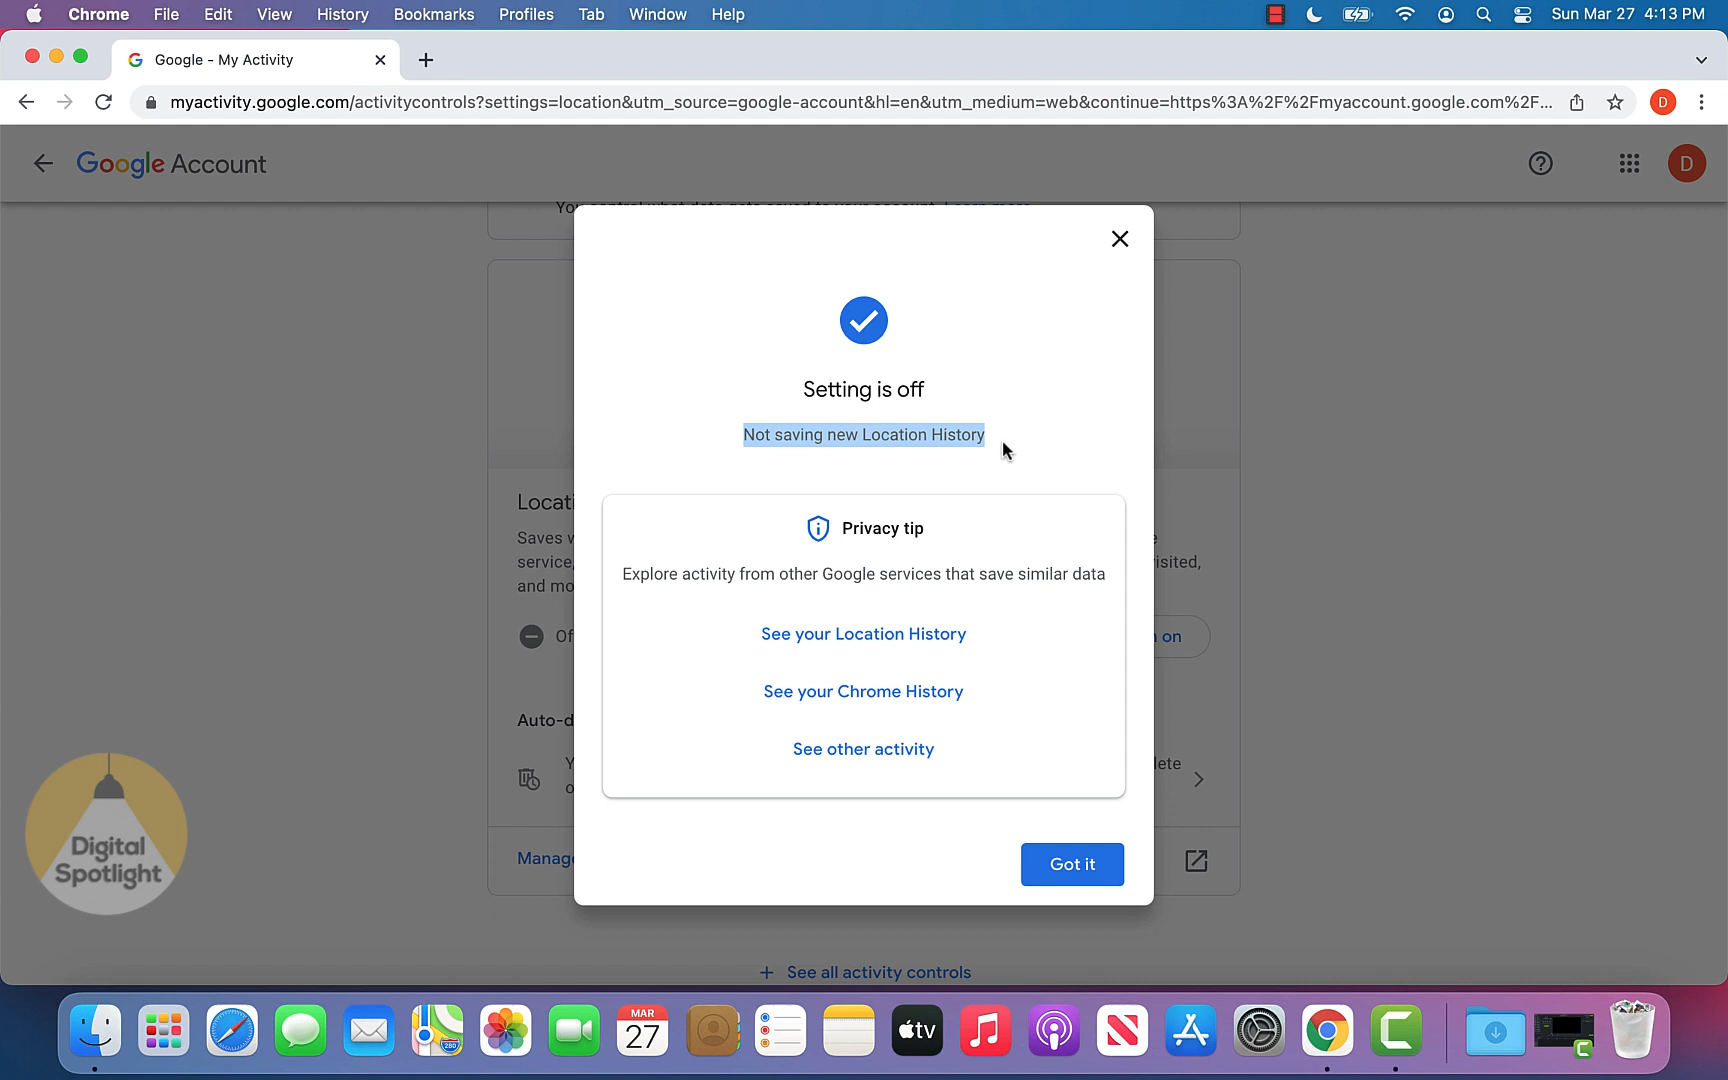 Chrome File Edit View History Bookmarks Profiles Tab Window Help Sun Mar 27 4:13 PM
Google - My Activity
myactivity.google.com/activitycontrols?settings=location&utm_source=google-account&hl=en&utm_medium=web&continue=https%3A%2F%2Fmyaccount.google.com%2F...
D
Google Account
D
Setting is off
Not saving new Location History
Privacy tip
Explore activity from other Google services that save similar data
See your Location History
See your Chrome History
See other activity
Got it
Locati
Saves
service, isited,
and mo
Of on
Auto-d
lete
Manage
See all activity controls
Digital
Spotlight
MAR
27
280
tv